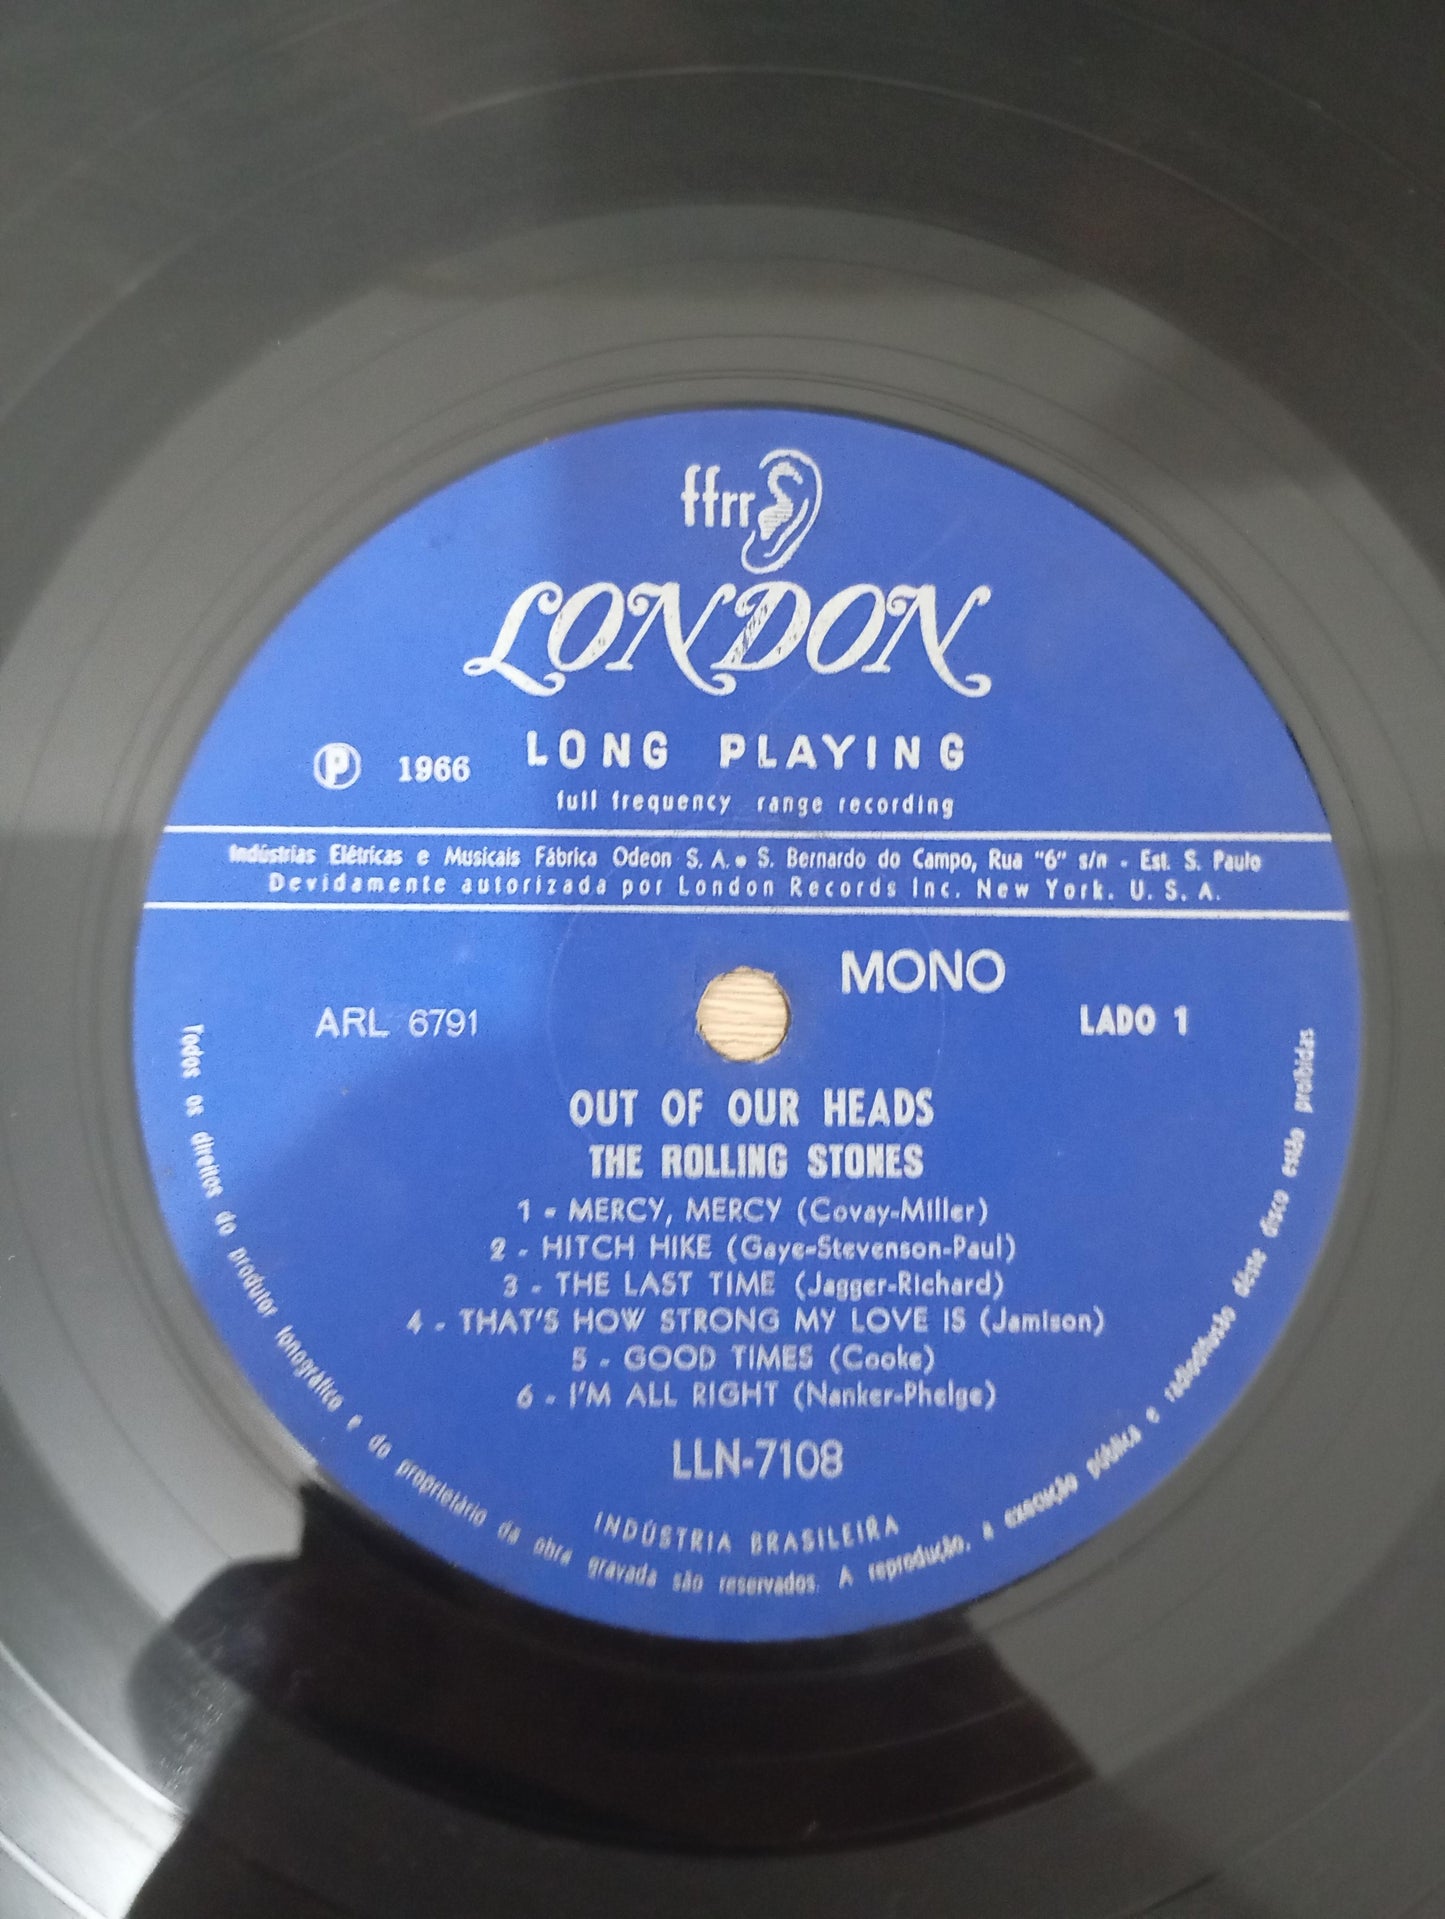 ffrr
LONDON
LONG PLAYING
Ⓟ 1966
full frequency range recording
Indústrias Elétricas e Musicais Fábrica Odeon S. A. • S. Bernardo do Campo, Rua "6" s/n - Est. S. Paulo
Devidamente autorizada por London Records Inc. New York. U. S. A.
MONO
ARL 6791
LADO 1
OUT OF OUR HEADS
THE ROLLING STONES
1 - MERCY, MERCY (Covay-Miller)
2 - HITCH HIKE (Gaye-Stevenson-Paul)
3 - THE LAST TIME (Jagger-Richard)
4 - THAT'S HOW STRONG MY LOVE IS (Jamison)
5 - GOOD TIMES (Cooke)
6 - I'M ALL RIGHT (Nanker-Phelge)
LLN-7108
INDÚSTRIA BRASILEIRA
Todos os direitos do produtor fonográfico e do proprietário da obra gravada são reservados. A reprodução, a execução pública e radiodifusão dêste disco estão proibidas